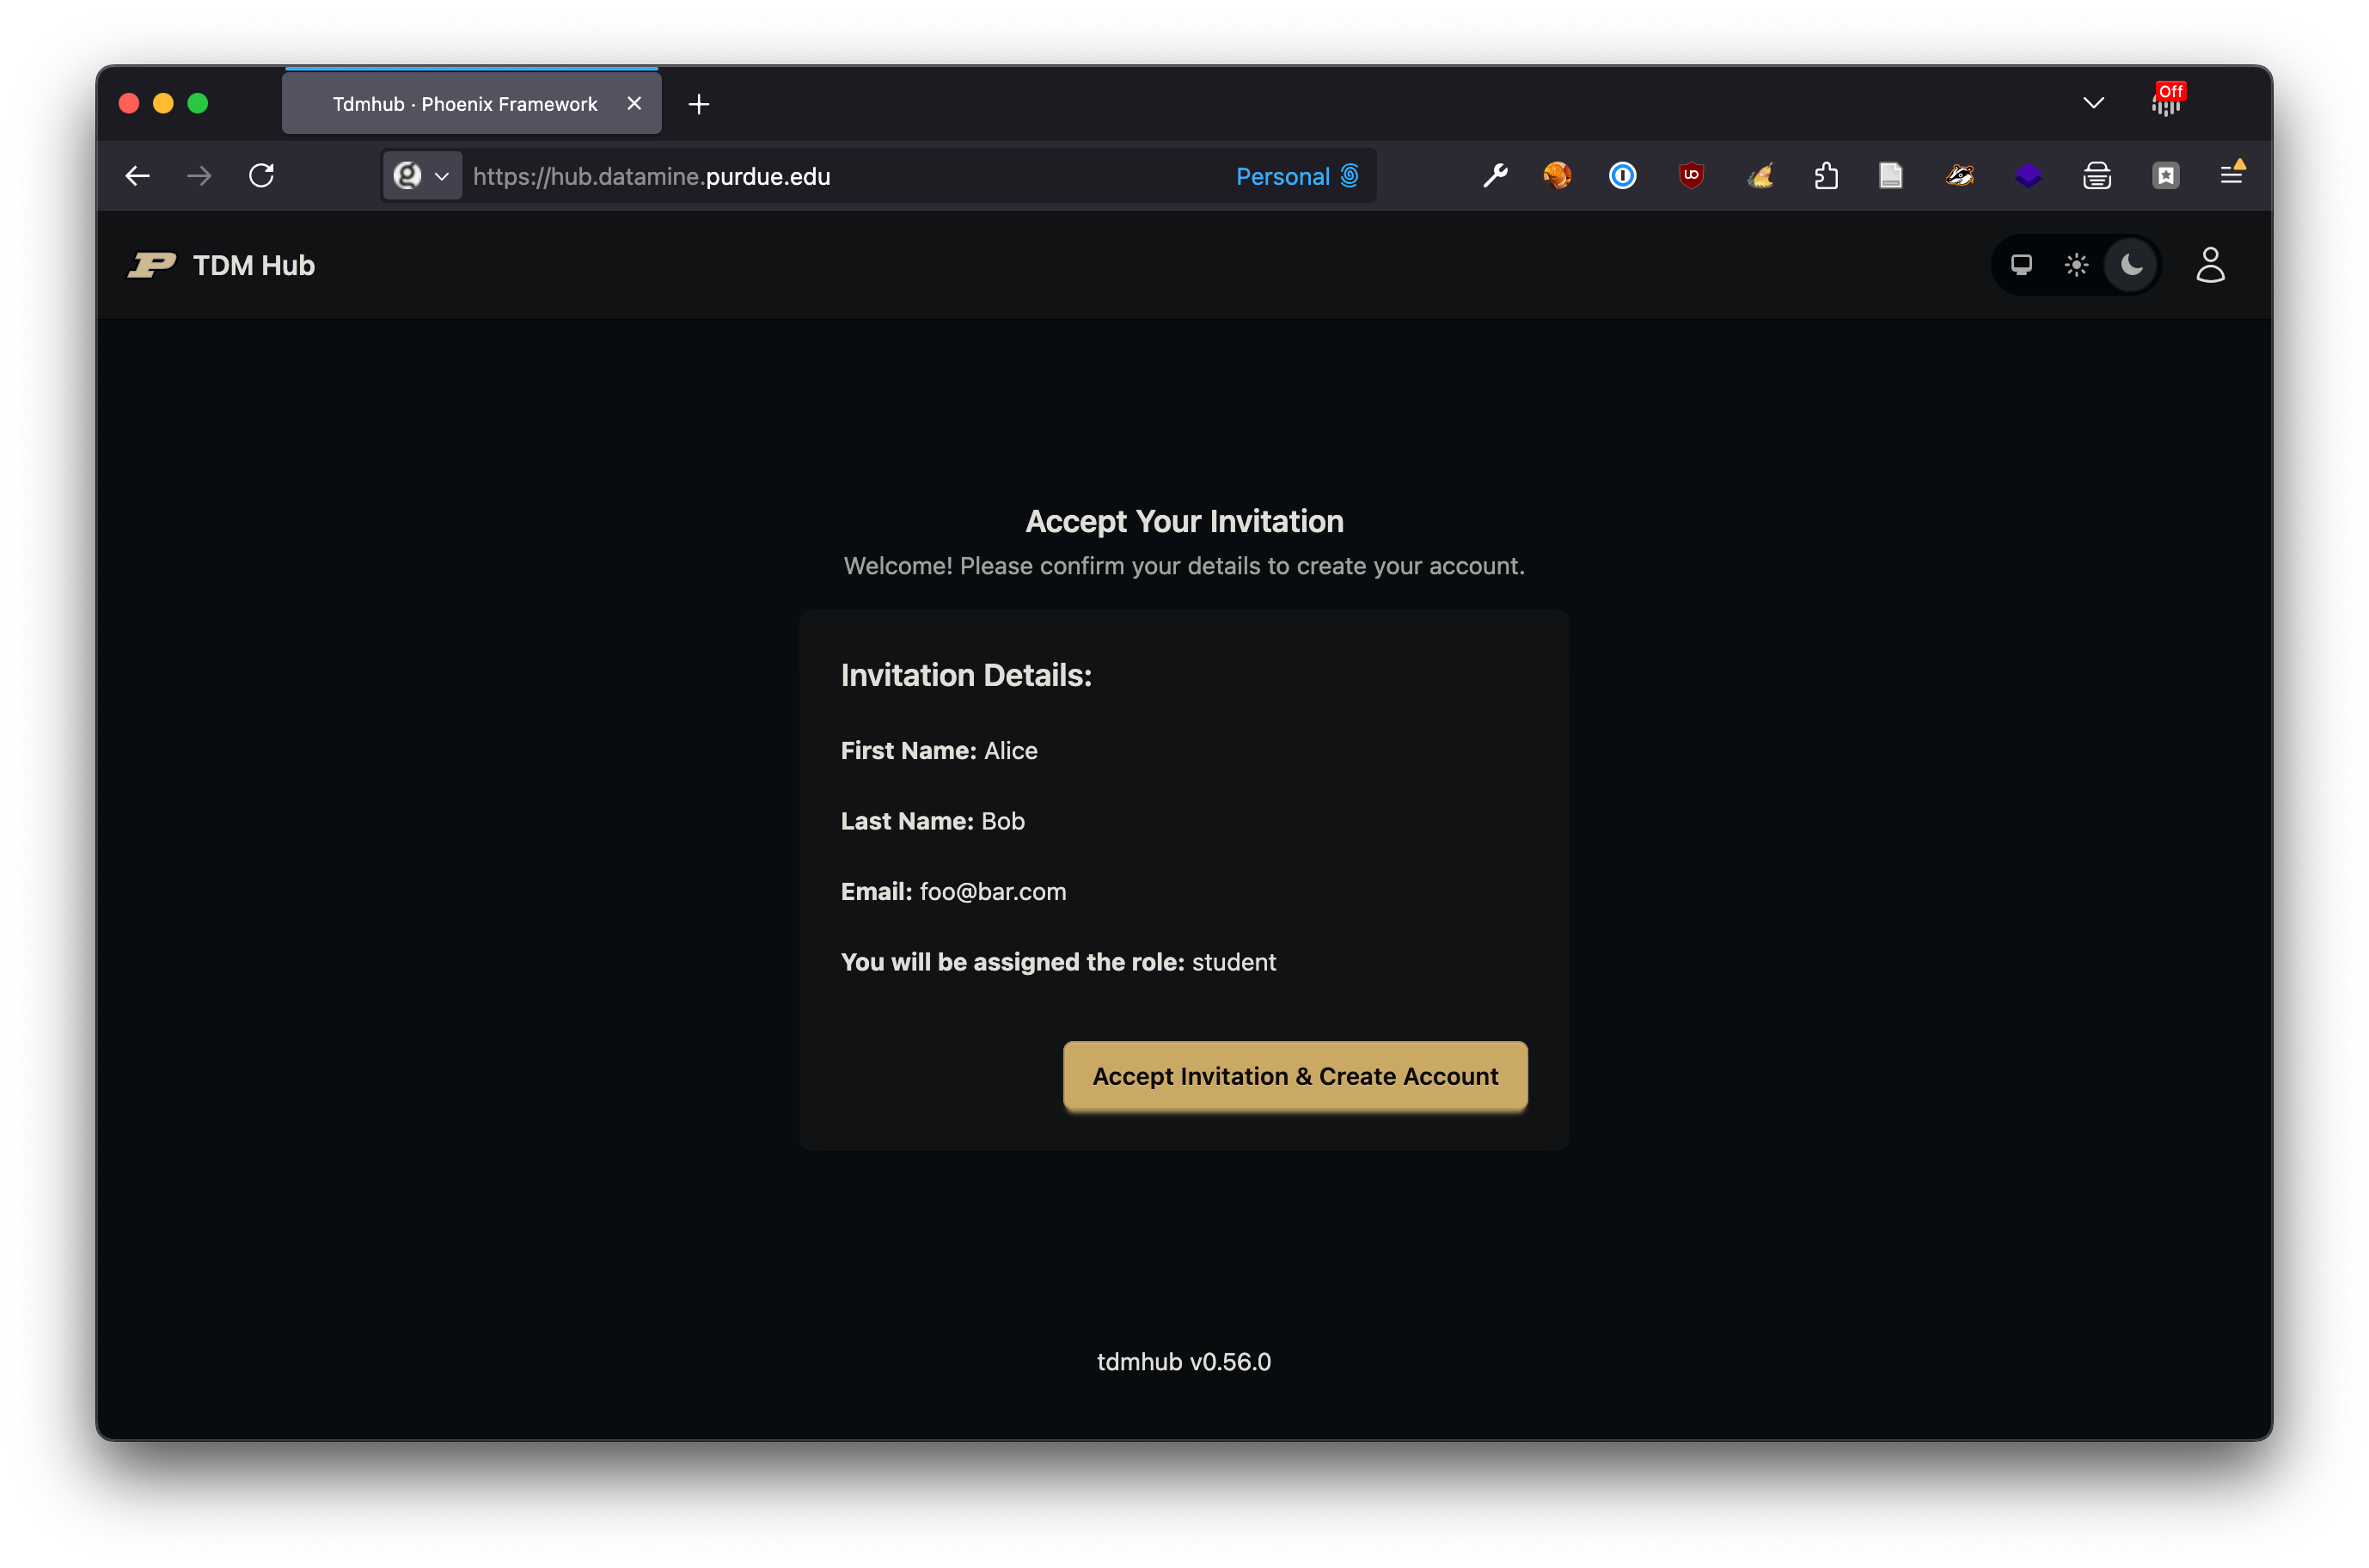 Tdmhub · Phoenix Framework
Off
https://hub.datamine.purdue.edu
Personal
TDM Hub
Accept Your Invitation
Welcome! Please confirm your details to create your account.
Invitation Details:
First Name: Alice
Last Name: Bob
Email: foo@bar.com
You will be assigned the role: student
Accept Invitation & Create Account
tdmhub v0.56.0